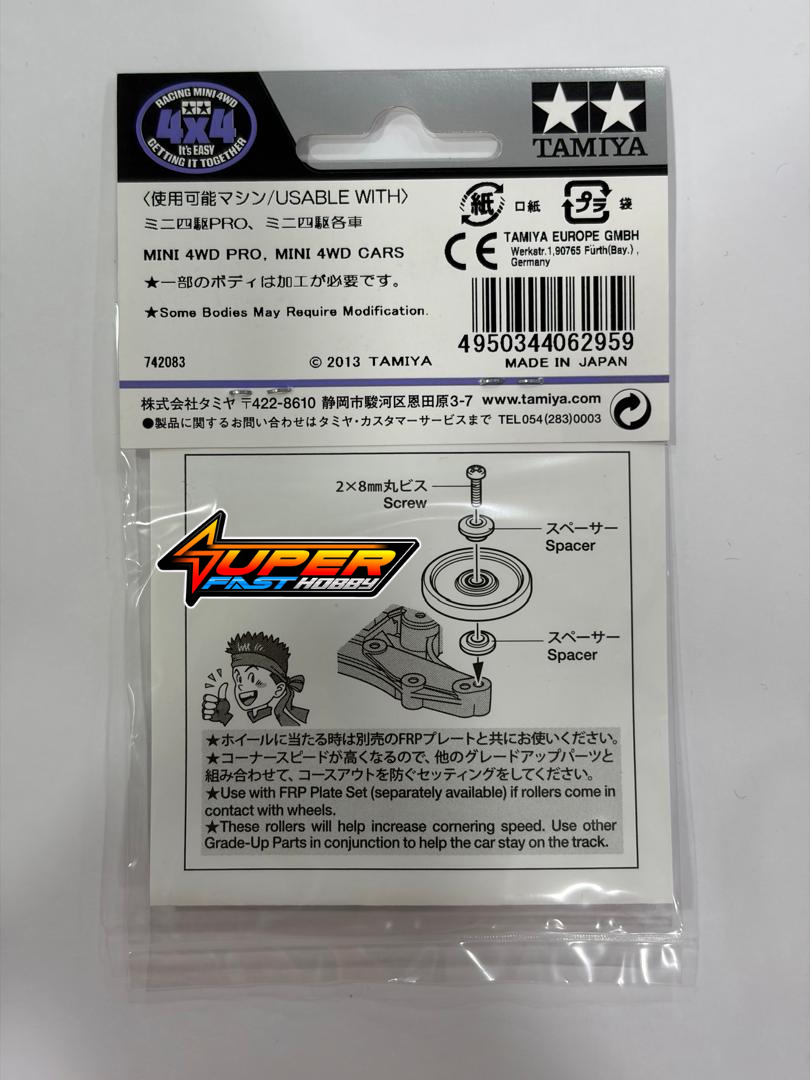 RACING MINI 4WD
4x4
It's EASY
GETTING IT TOGETHER
TAMIYA
〈使用可能マシン/USABLE WITH〉
ミニ四駆PRO、ミニ四駆各車
MINI 4WD PRO, MINI 4WD CARS
★一部のボディは加工が必要です。
★Some Bodies May Require Modification.
742083
© 2013 TAMIYA
紙 口紙
プラ 袋
CE
TAMIYA EUROPE GMBH
Werkstr.1,90765 Fürth(Bay.),
Germany
4950344062959
MADE IN JAPAN
株式会社タミヤ 〒422-8610 静岡市駿河区恩田原3-7 www.tamiya.com
●製品に関するお問い合わせはタミヤ・カスタマーサービスまで TEL054(283)0003
2×8mm丸ビス
Screw
スペーサー
Spacer
SUPER
FAST HOBBY
スペーサー
Spacer
タミヤ
★ホイールに当たる時は別売のFRPプレートと共にお使いください。
★コーナースピードが高くなるので、他のグレードアップパーツと
組み合わせて、コースアウトを防ぐセッティングをしてください。
★Use with FRP Plate Set (separately available) if rollers come in
contact with wheels.
★These rollers will help increase cornering speed. Use other
Grade-Up Parts in conjunction to help the car stay on the track.